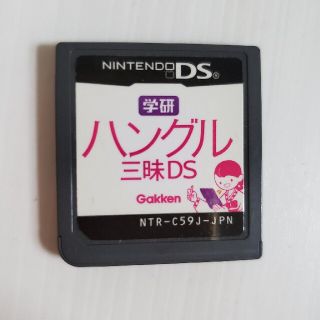 NINTENDO DS
学研
ハングル
三昧DS
Gakken
NTR-C59J-JPN